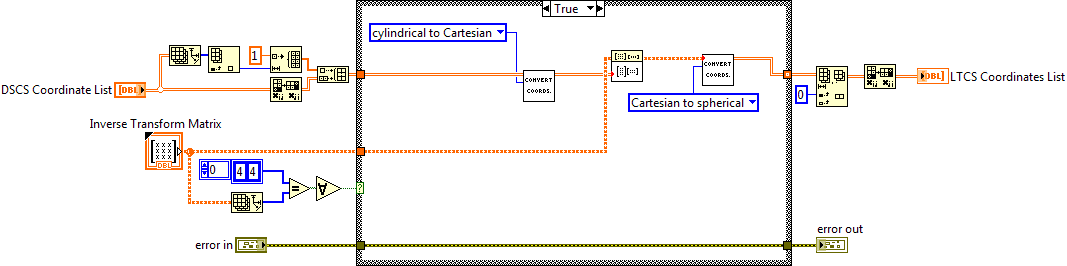 True
cylindrical to Cartesian
1
CONVERT
COORDS.
CONVERT
COORDS.
DSCS Coordinate List
DBL
DBL
LTCS Coordinates List
Cartesian to spherical
0
Inverse Transform Matrix
DBL
0
4 4
=
∀
?
error in
error out